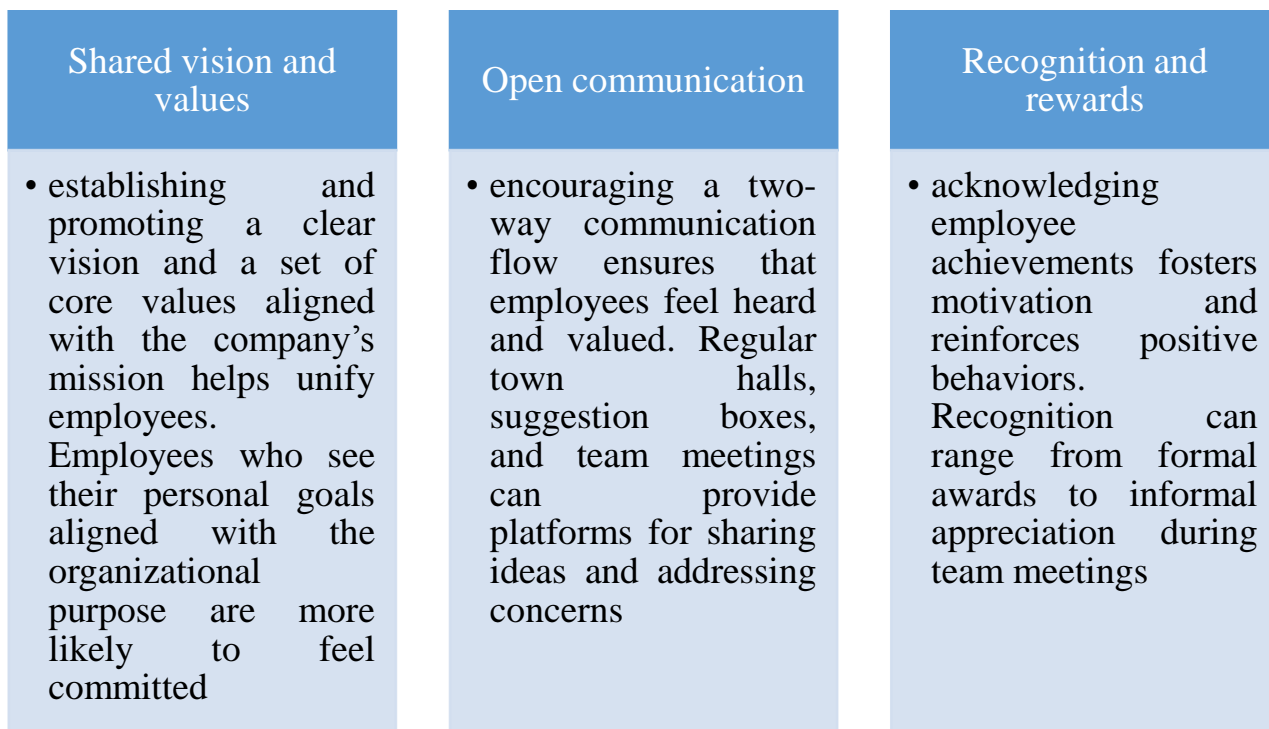 Shared vision and
values
• establishing and
promoting a clear
vision and a set of
core values aligned
with the company’s
mission helps unify
employees.
Employees who see
their personal goals
aligned with the
organizational
purpose are more
likely to feel
committed
Open communication
• encouraging a two-
way communication
flow ensures that
employees feel heard
and valued. Regular
town halls,
suggestion boxes,
and team meetings
can provide
platforms for sharing
ideas and addressing
concerns
Recognition and
rewards
• acknowledging
employee
achievements fosters
motivation and
reinforces positive
behaviors.
Recognition can
range from formal
awards to informal
appreciation during
team meetings